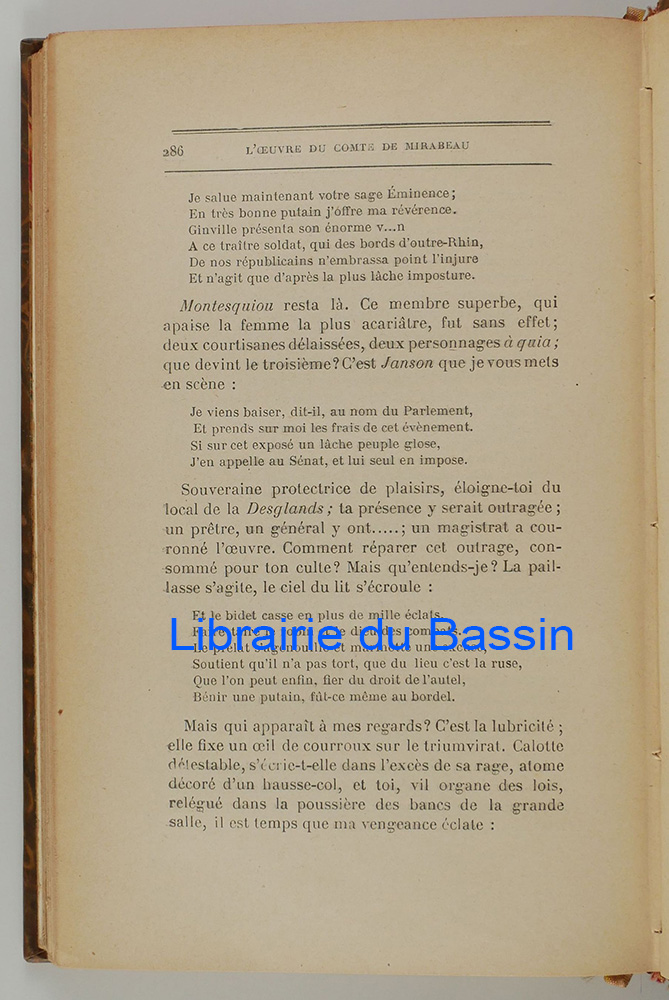 286 L'ŒUVRE DU COMTE DE MIRABEAU
Je salue maintenant votre sage Éminence;
En très bonne putain j'offre ma révérence.
Ginville présenta son énorme v...n
A ce traître soldat, qui des bords d'outre-Rhin,
De nos républicains n'embrassa point l'injure
Et n'agit que d'après la plus lâche imposture.
Montesquiou resta là. Ce membre superbe, qui
apaise la femme la plus acariâtre, fut sans effet;
deux courtisanes délaissées, deux personnages à quia;
que devint le troisième? C'est Janson que je vous mets
en scène :
Je viens baiser, dit-il, au nom du Parlement,
Et prends sur moi les frais de cet évènement.
Si sur cet exposé un lâche peuple glose,
J'en appelle au Sénat, et lui seul en impose.
Souveraine protectrice de plaisirs, éloigne-toi du
local de la Desglands; ta présence y serait outragée;
un prêtre, un général y ont.....; un magistrat a cou-
ronné l'œuvre. Comment réparer cet outrage, con-
sommé pour ton culte? Mais qu'entends-je? La pail-
lasse s'agite, le ciel du lit s'écroule :
Et le bidet casse en plus de mille éclats.
dieu des combats.
Le prélat s'agenouille et marmotte une
Librairie du Bassin
Soutient qu'il n'a pas tort, que du lieu c'est la ruse,
Que l'on peut enfin, fier du droit de l'autel,
Bénir une putain, fût-ce même au bordel.
Mais qui apparaît à mes regards? C'est la lubricité;
elle fixe un œil de courroux sur le triumvirat. Calotte
détestable, s'écrie-t-elle dans l'excès de sa rage, atome
décoré d'un hausse-col, et toi, vil organe des lois,
relégué dans la poussière des bancs de la grande
salle, il est temps que ma vengeance éclate :